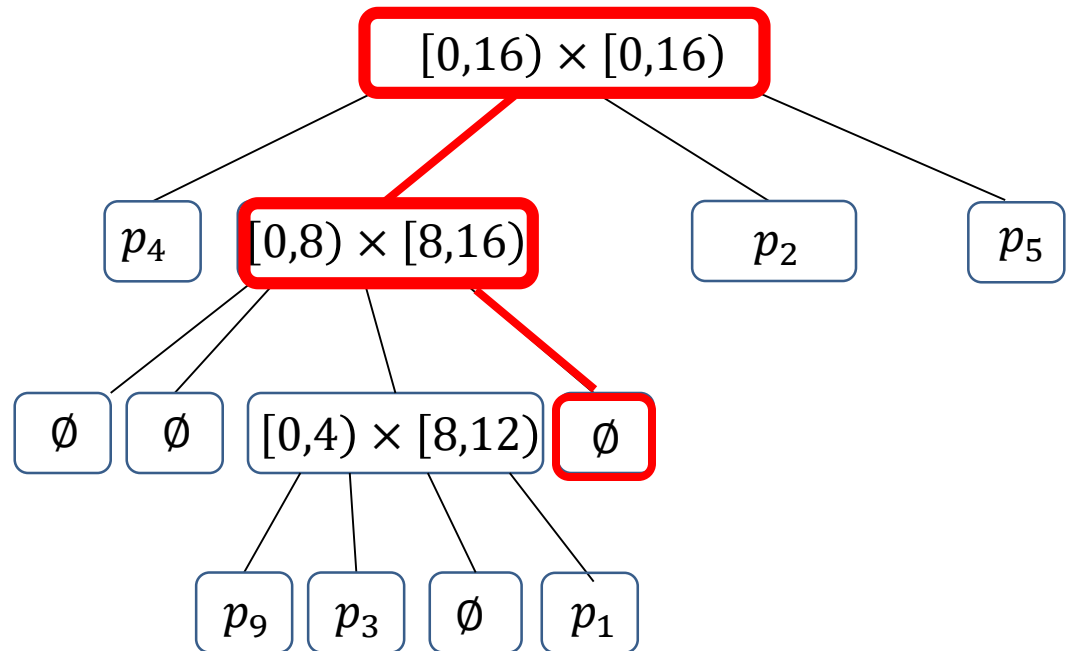 [0,16) × [0,16)
p₄ [0,8) × [8,16) p₂ p₅
∅ ∅ [0,4) × [8,12) ∅
p₉ p₃ ∅ p₁